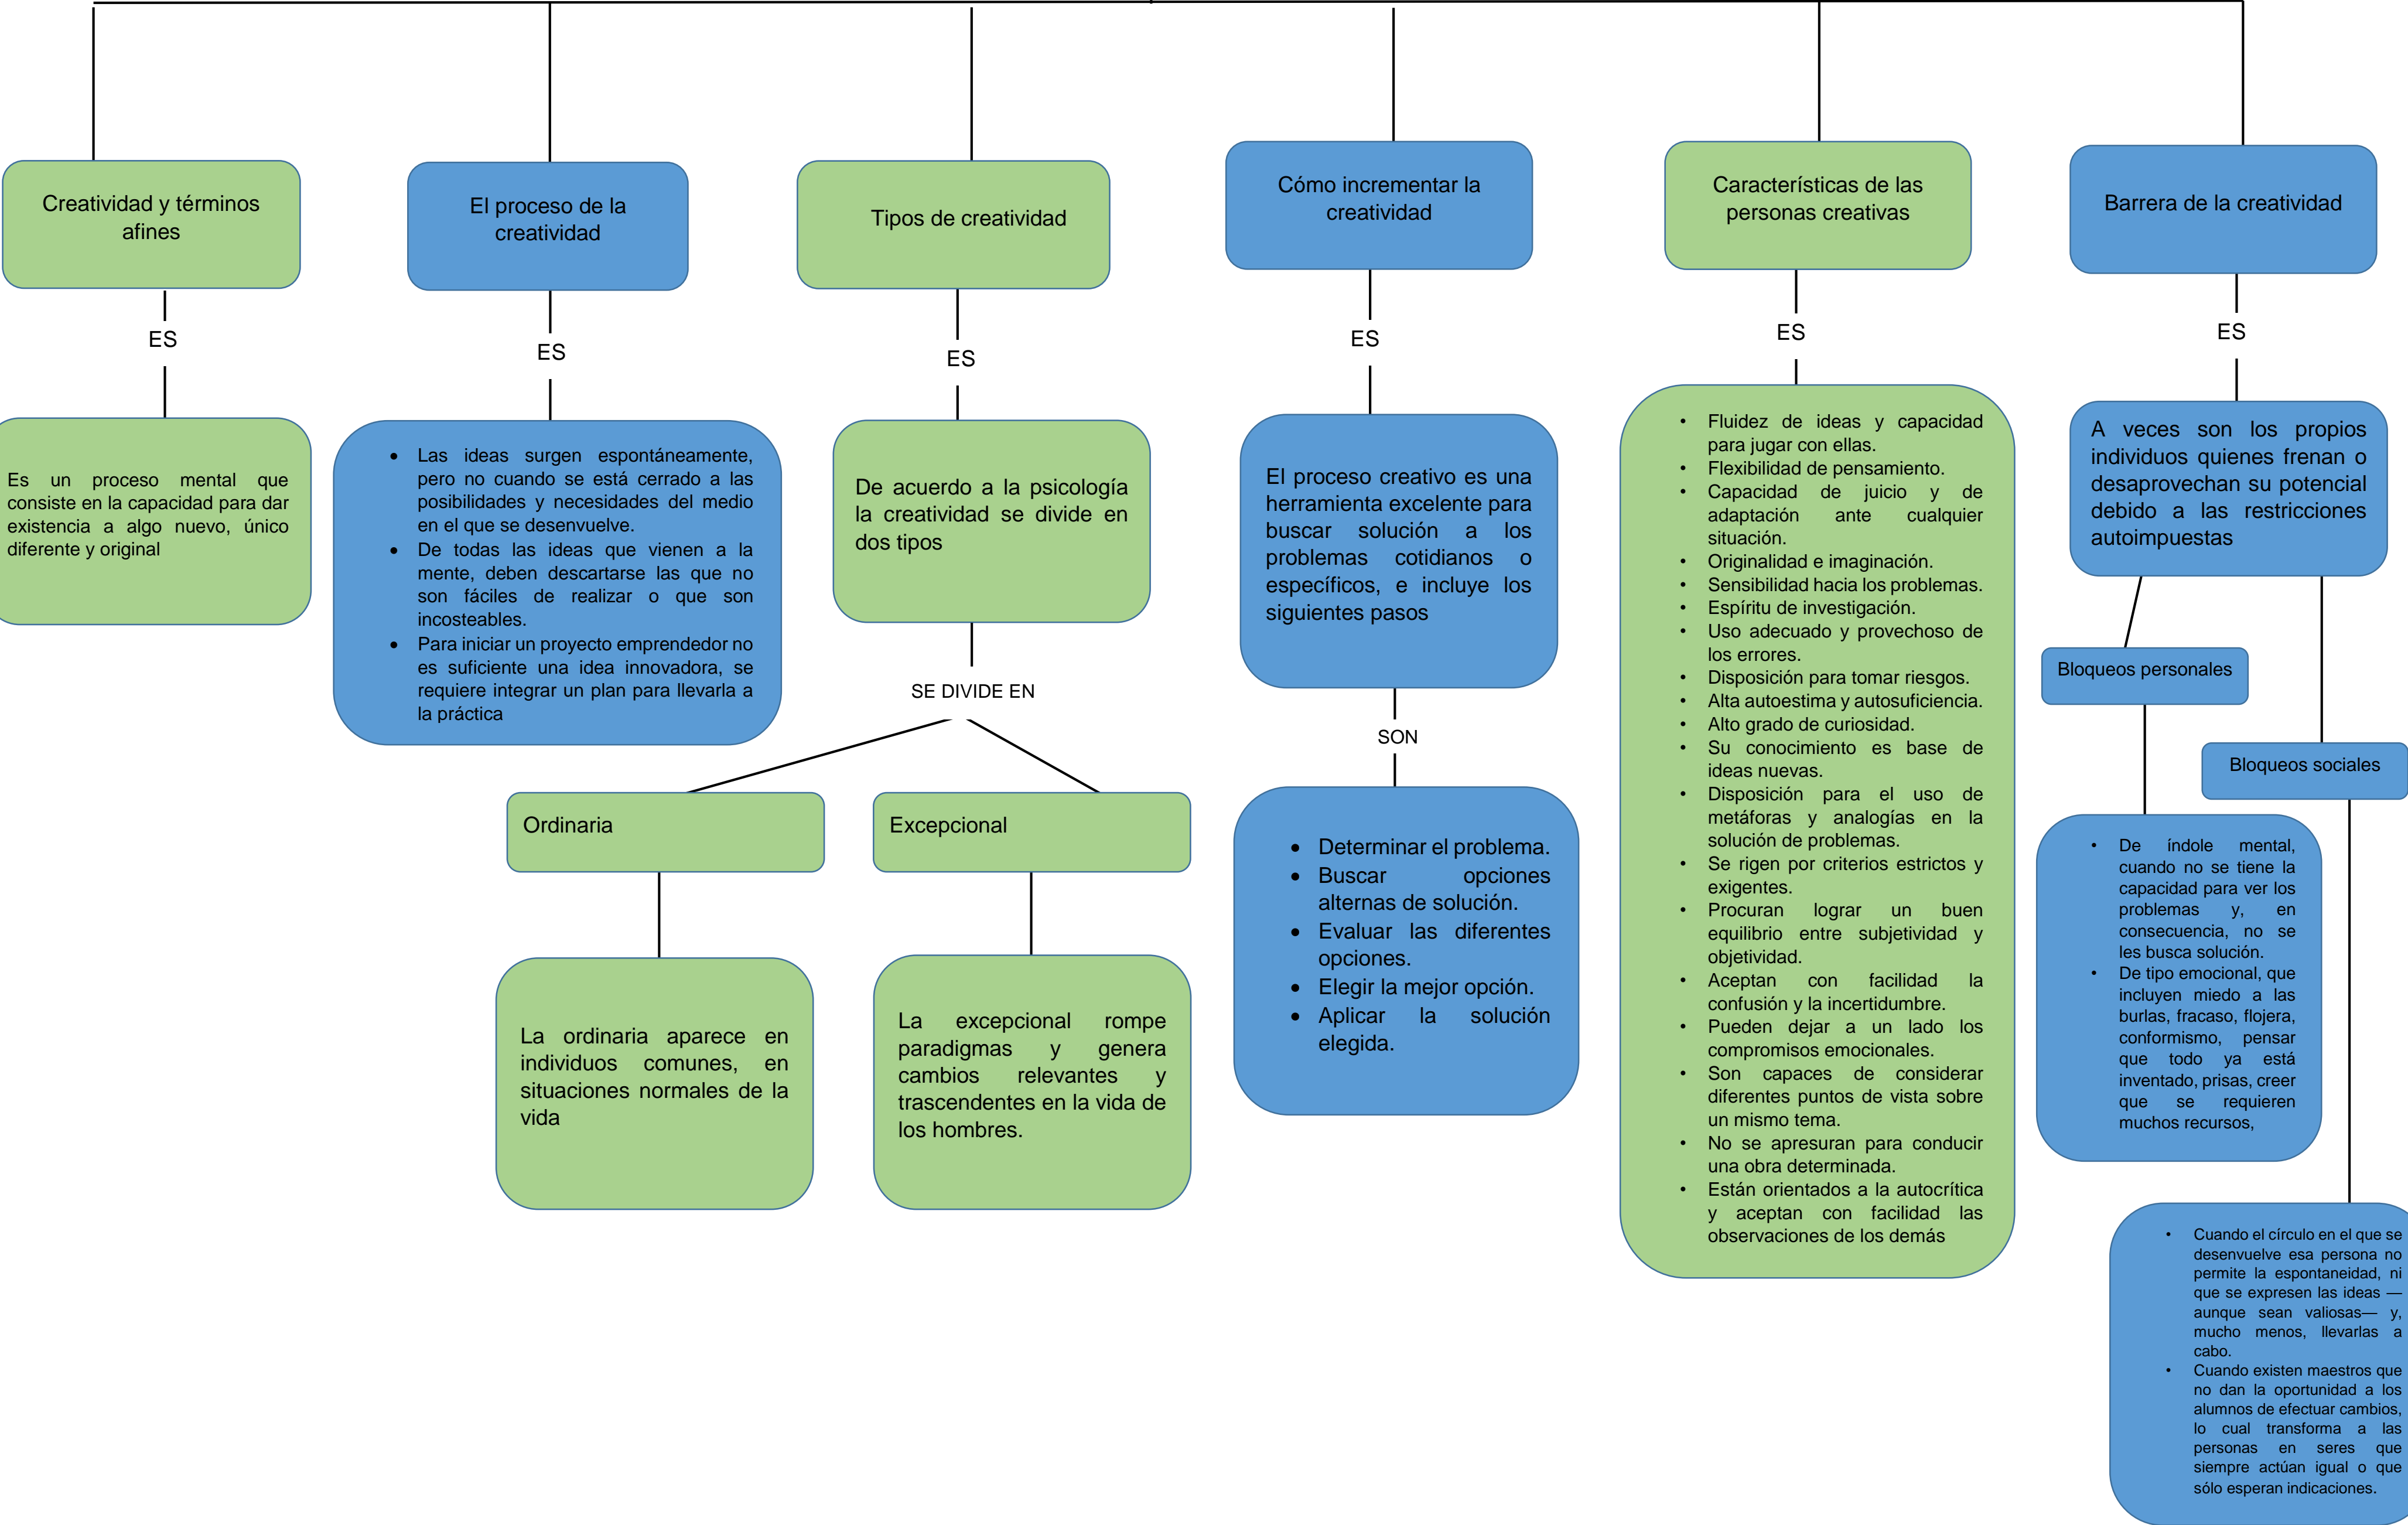 Creatividad y términos
afines
ES
Es un proceso mental que
consiste en la capacidad para dar
existencia a algo nuevo, único
diferente y original
El proceso de la
creatividad
ES
• Las ideas surgen espontáneamente,
pero no cuando se está cerrado a las
posibilidades y necesidades del medio
en el que se desenvuelve.
• De todas las ideas que vienen a la
mente, deben descartarse las que no
son fáciles de realizar o que son
incosteables.
• Para iniciar un proyecto emprendedor no
es suficiente una idea innovadora, se
requiere integrar un plan para llevarla a
la práctica
Tipos de creatividad
ES
De acuerdo a la psicología
la creatividad se divide en
dos tipos
SE DIVIDE EN
Ordinaria
La ordinaria aparece en
individuos comunes, en
situaciones normales de la
vida
Excepcional
La excepcional rompe
paradigmas y genera
cambios relevantes y
trascendentes en la vida de
los hombres.
Cómo incrementar la
creatividad
ES
El proceso creativo es una
herramienta excelente para
buscar solución a los
problemas cotidianos o
específicos, e incluye los
siguientes pasos
SON
• Determinar el problema.
• Buscar opciones
alternas de solución.
• Evaluar las diferentes
opciones.
• Elegir la mejor opción.
• Aplicar la solución
elegida.
Características de las
personas creativas
ES
• Fluidez de ideas y capacidad
para jugar con ellas.
• Flexibilidad de pensamiento.
• Capacidad de juicio y de
adaptación ante cualquier
situación.
• Originalidad e imaginación.
• Sensibilidad hacia los problemas.
• Espíritu de investigación.
• Uso adecuado y provechoso de
los errores.
• Disposición para tomar riesgos.
• Alta autoestima y autosuficiencia.
• Alto grado de curiosidad.
• Su conocimiento es base de
ideas nuevas.
• Disposición para el uso de
metáforas y analogías en la
solución de problemas.
• Se rigen por criterios estrictos y
exigentes.
• Procuran lograr un buen
equilibrio entre subjetividad y
objetividad.
• Aceptan con facilidad la
confusión y la incertidumbre.
• Pueden dejar a un lado los
compromisos emocionales.
• Son capaces de considerar
diferentes puntos de vista sobre
un mismo tema.
• No se apresuran para conducir
una obra determinada.
• Están orientados a la autocrítica
y aceptan con facilidad las
observaciones de los demás
Barrera de la creatividad
ES
A veces son los propios
individuos quienes frenan o
desaprovechan su potencial
debido a las restricciones
autoimpuestas
Bloqueos personales
• De índole mental,
cuando no se tiene la
capacidad para ver los
problemas y, en
consecuencia, no se
les busca solución.
• De tipo emocional, que
incluyen miedo a las
burlas, fracaso, flojera,
conformismo, pensar
que todo ya está
inventado, prisas, creer
que se requieren
muchos recursos,
Bloqueos sociales
• Cuando el círculo en el que se
desenvuelve esa persona no
permite la espontaneidad, ni
que se expresen las ideas —
aunque sean valiosas— y,
mucho menos, llevarlas a
cabo.
• Cuando existen maestros que
no dan la oportunidad a los
alumnos de efectuar cambios,
lo cual transforma a las
personas en seres que
siempre actúan igual o que
sólo esperan indicaciones.